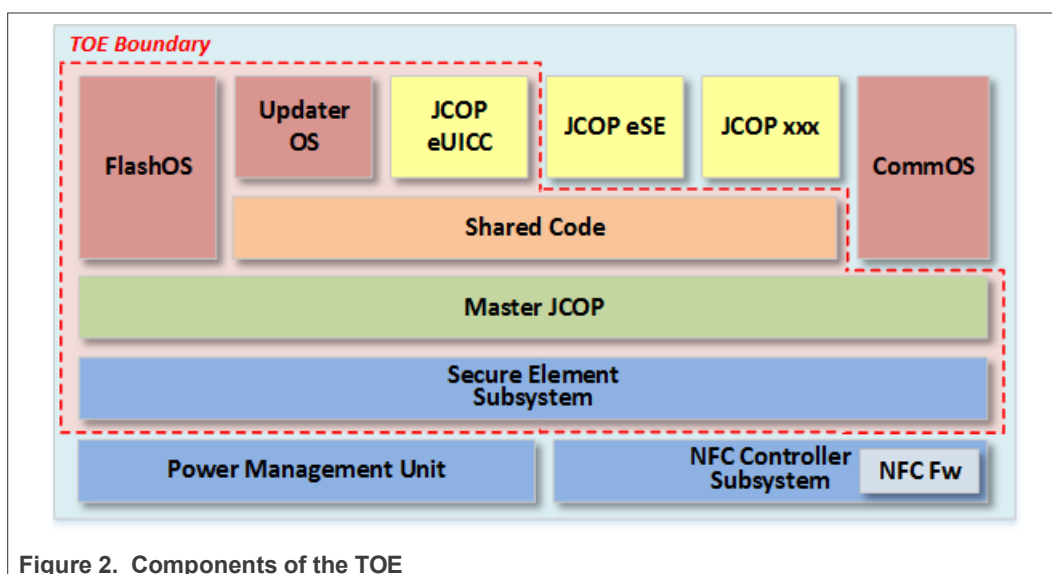 TOE Boundary
FlashOS
Updater
OS
JCOP
eUICC
JCOP eSE
JCOP xxx
CommOS
Shared Code
Master JCOP
Secure Element
Subsystem
Power Management Unit
NFC Controller
Subsystem
NFC Fw
Figure 2. Components of the TOE